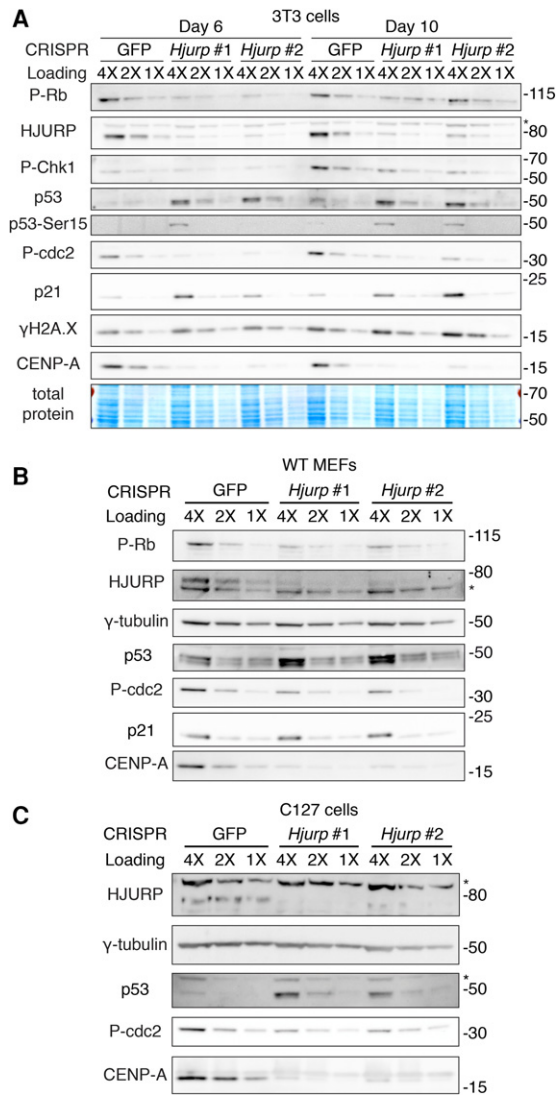 A
3T3 cells
Day 6 Day 10
CRISPR GFP Hjurp #1 Hjurp #2 GFP Hjurp #1 Hjurp #2
Loading 4X 2X 1X 4X 2X 1X 4X 2X 1X 4X 2X 1X 4X 2X 1X 4X 2X 1X
P-Rb -115
*
HJURP -80
-70
P-Chk1
-50
p53 -50
p53-Ser15 -50
P-cdc2 -30
-25
p21
γH2A.X -15
CENP-A -15
total protein -70
-50
B
WT MEFs
CRISPR GFP Hjurp #1 Hjurp #2
Loading 4X 2X 1X 4X 2X 1X 4X 2X 1X
P-Rb -115
HJURP -80
*
γ-tubulin -50
p53 -50
P-cdc2 -30
-25
p21
CENP-A -15
C
C127 cells
CRISPR GFP Hjurp #1 Hjurp #2
Loading 4X 2X 1X 4X 2X 1X 4X 2X 1X
*
HJURP -80
γ-tubulin -50
*
p53 -50
P-cdc2 -30
CENP-A -15